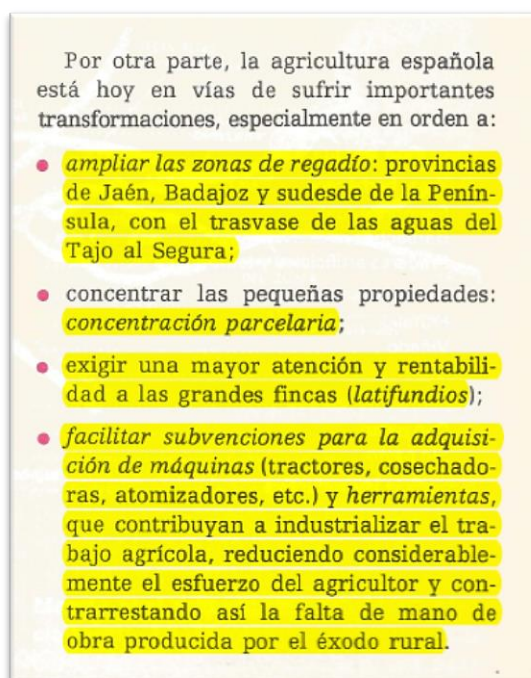 Por otra parte, la agricultura española
está hoy en vías de sufrir importantes
transformaciones, especialmente en orden a:
• ampliar las zonas de regadío: provincias
de Jaén, Badajoz y sudesde de la Penín-
sula, con el trasvase de las aguas del
Tajo al Segura;
• concentrar las pequeñas propiedades:
concentración parcelaria;
• exigir una mayor atención y rentabili-
dad a las grandes fincas (latifundios);
• facilitar subvenciones para la adquisi-
ción de máquinas (tractores, cosechado-
ras, atomizadores, etc.) y herramientas,
que contribuyan a industrializar el tra-
bajo agrícola, reduciendo considerable-
mente el esfuerzo del agricultor y con-
trarrestando así la falta de mano de
obra producida por el éxodo rural.